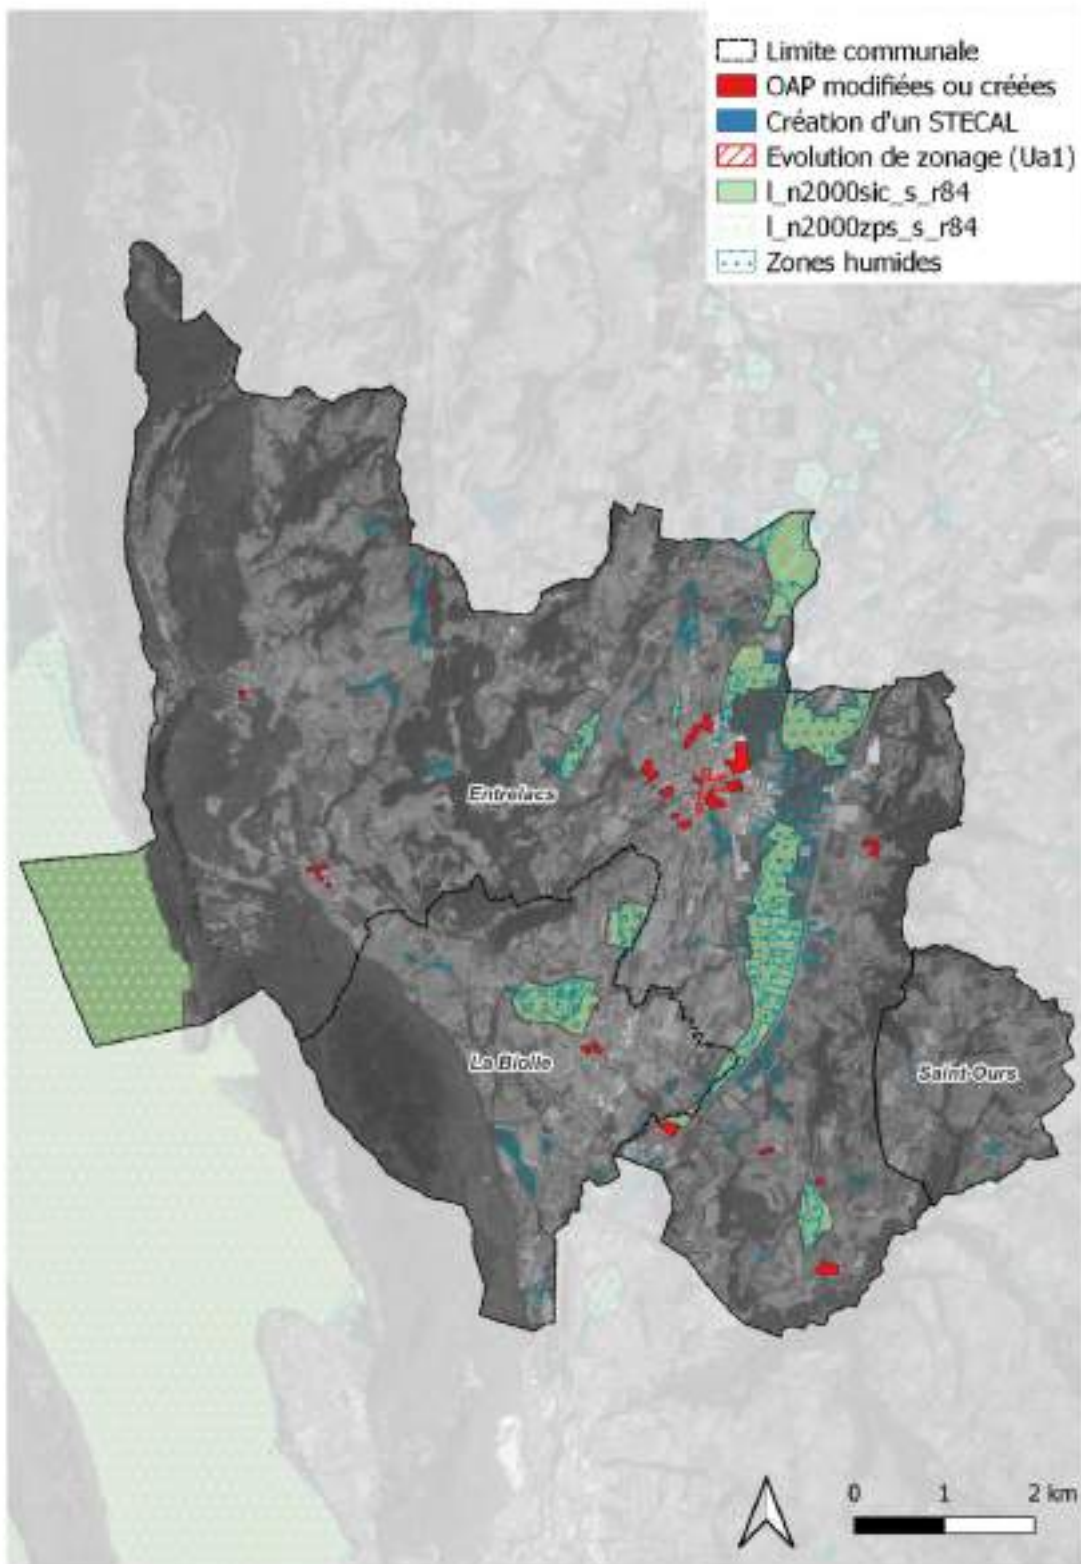 Limite communale
OAP modifiées ou créées
Création d'un STECAL
Evolution de zonage (Ua1)
l_n2000sic_s_r84
l_n2000zps_s_r84
Zones humides
Entrelacs
La Biolle
Saint-Ours
0 1 2 km